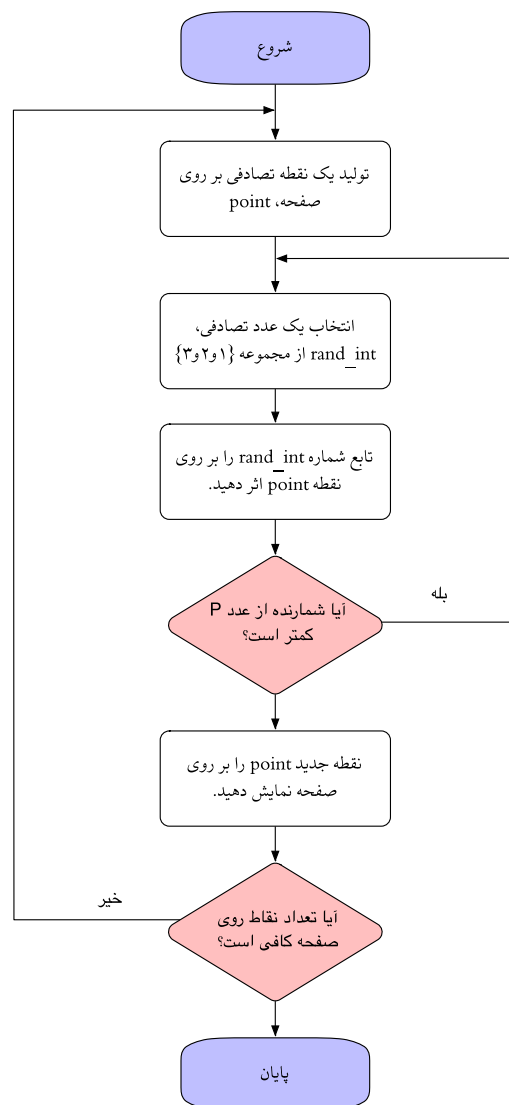 شروع
تولید یک نقطه تصادفی بر روی
صفحه، point
انتخاب یک عدد تصادفی،
rand_int از مجموعه {۱و۲و۳}
تابع شماره rand_int را بر روی
نقطه point اثر دهید.
آیا شمارنده از عدد P
کمتر است؟
بله
نقطه جدید point را بر روی
صفحه نمایش دهید.
آیا تعداد نقاط روی
صفحه کافی است؟
خیر
پایان